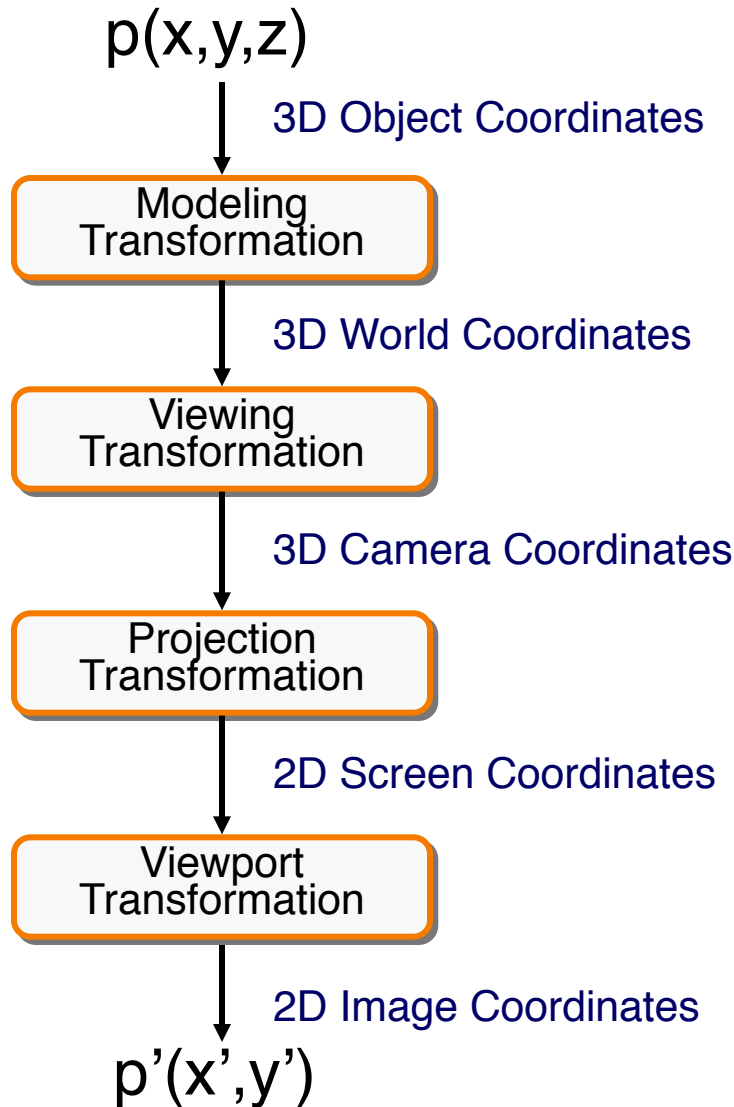 p(x,y,z)
3D Object Coordinates
Modeling
Transformation
3D World Coordinates
Viewing
Transformation
3D Camera Coordinates
Projection
Transformation
2D Screen Coordinates
Viewport
Transformation
2D Image Coordinates
p’(x’,y’)